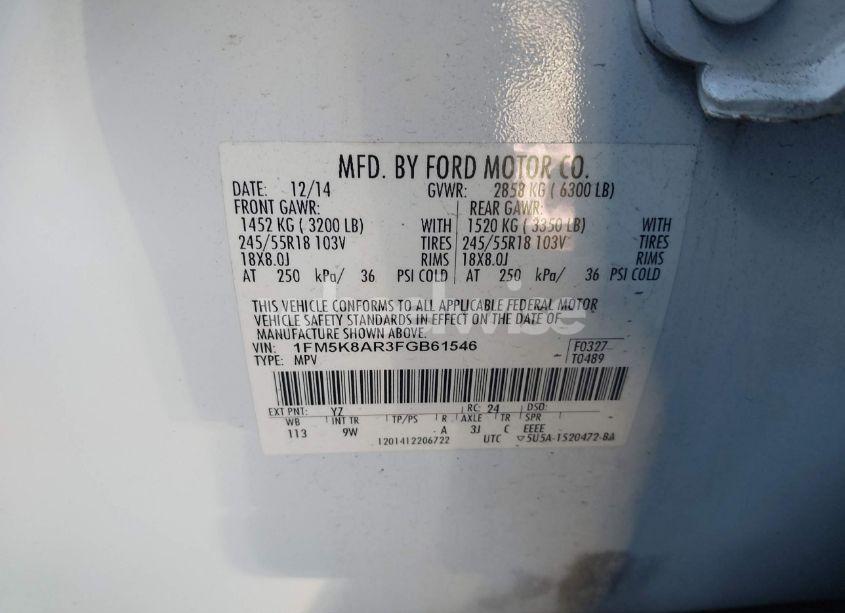 MFD. BY FORD MOTOR CO.
DATE: 12/14 GVWR: 2858 KG ( 6300 LB)
FRONT GAWR: REAR GAWR:
1452 KG ( 3200 LB) WITH 1520 KG ( 3350 LB) WITH
245/55R18 103V TIRES 245/55R18 103V TIRES
18X8.0J RIMS 18X8.0J RIMS
AT 250 kPa/ 36 PSI COLD AT 250 kPa/ 36 PSI COLD
THIS VEHICLE CONFORMS TO ALL APPLICABLE FEDERAL MOTOR
VEHICLE SAFETY STANDARDS IN EFFECT ON THE DATE OF
MANUFACTURE SHOWN ABOVE.
VIN: 1FM5K8AR3FGB61546 F0327
TYPE: MPV T0489
EXT PNT: YZ RC: 24 DSO:
WB INT TR TP/PS R AXLE TR SPR
113 9W A 3J C EEEE
1201412206722 UTC ▽5U5A-1520472-BA